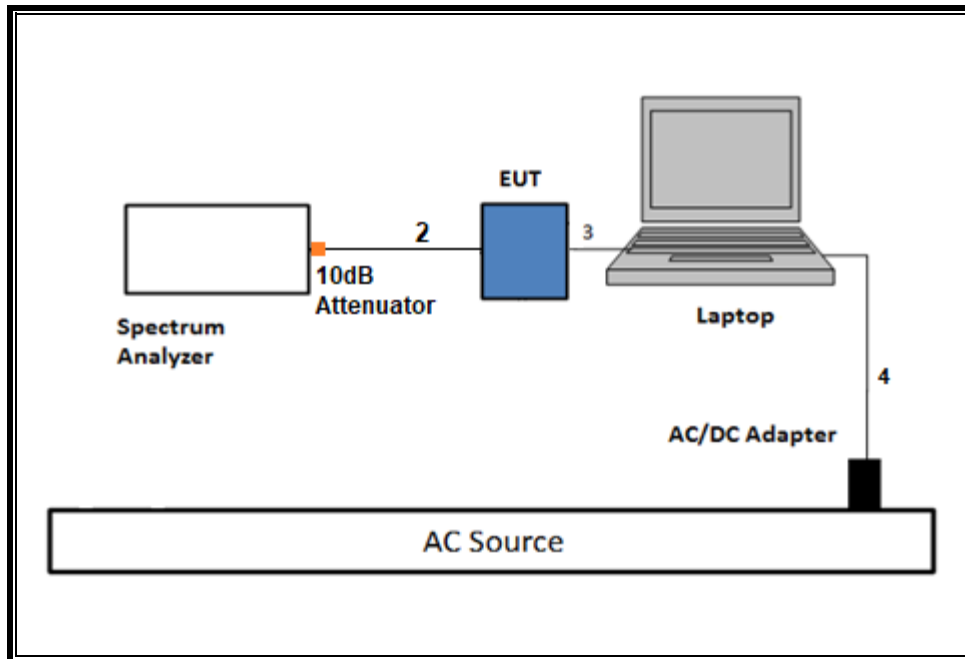 EUT
2
3
10dB
Attenuator
Spectrum
Analyzer
Laptop
4
AC/DC Adapter
AC Source